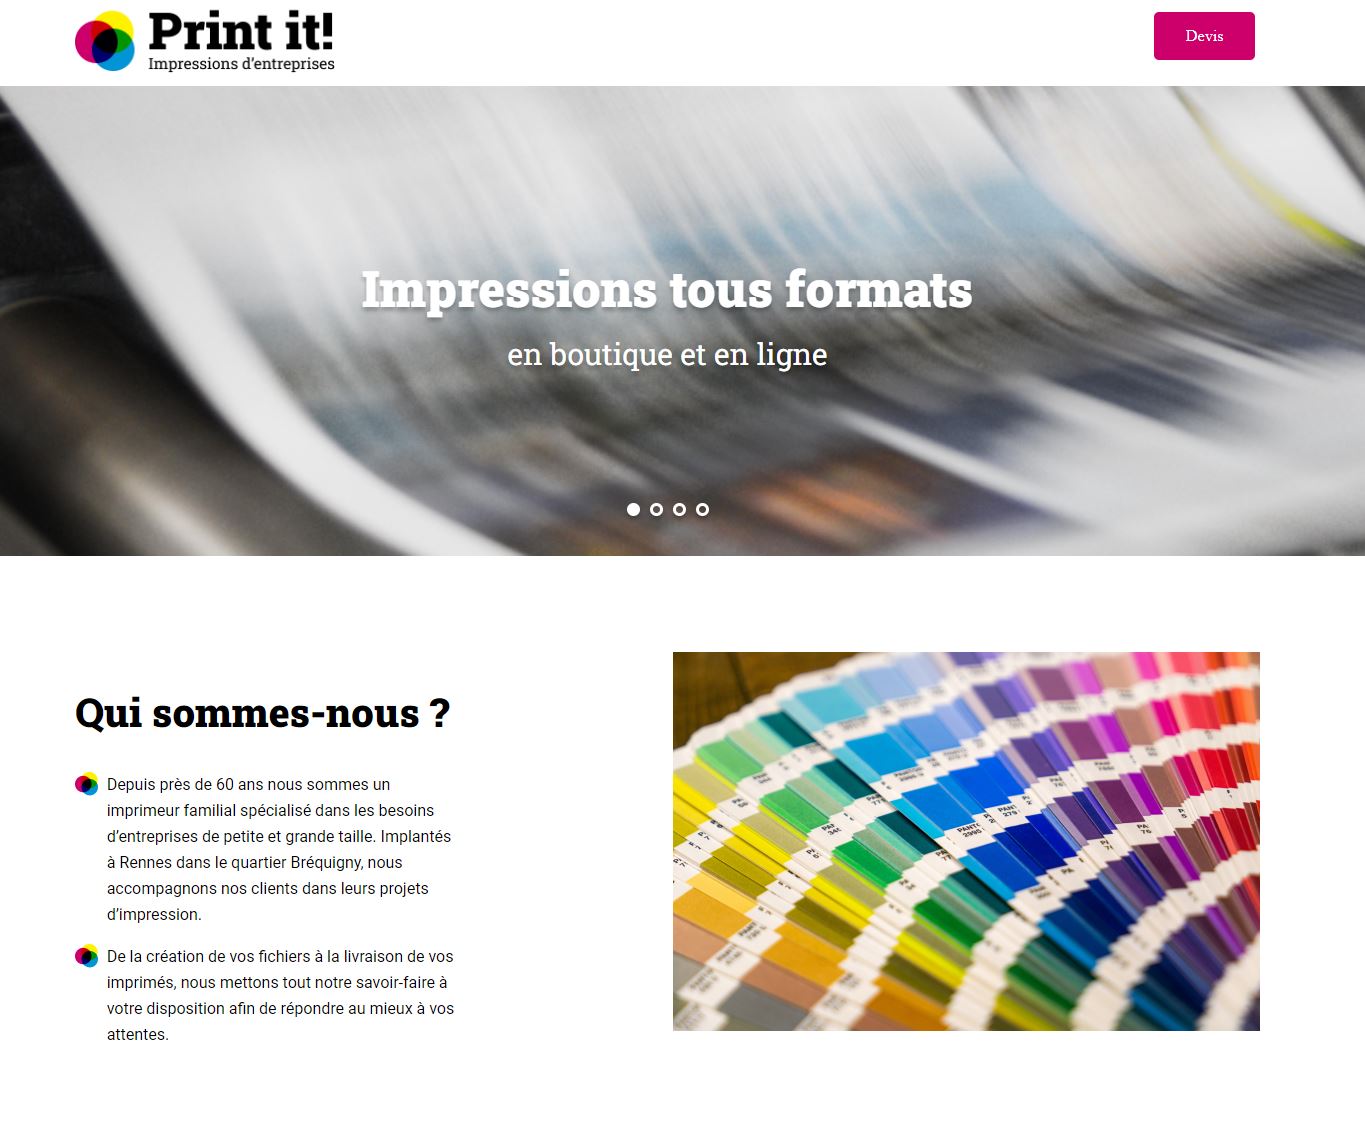 Print it!
Impressions d'entreprises
Devis
Impressions tous formats
en boutique et en ligne
Qui sommes-nous ?
Depuis près de 60 ans nous sommes un
imprimeur familial spécialisé dans les besoins
d’entreprises de petite et grande taille. Implantés
à Rennes dans le quartier Bréquigny, nous
accompagnons nos clients dans leurs projets
d’impression.
De la création de vos fichiers à la livraison de vos
imprimés, nous mettons tout notre savoir-faire à
votre disposition afin de répondre au mieux à vos
attentes.